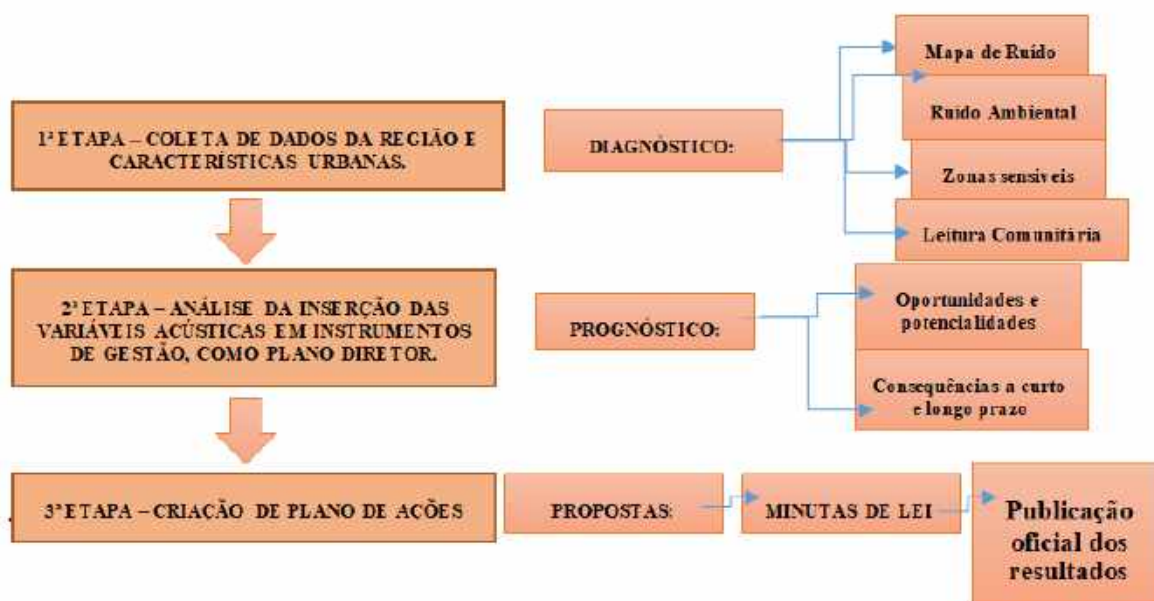 1ª ETAPA – COLETA DE DADOS DA REGIÃO E
CARACTERÍSTICAS URBANAS.
DIAGNÓSTICO:
Mapa de Ruído
Ruído Ambiental
Zonas sensíveis
Leitura Comunitária
2ª ETAPA – ANÁLISE DA INSERÇÃO DAS
VARIÁVEIS ACÚSTICAS EM INSTRUMENTOS
DE GESTÃO, COMO PLANO DIRETOR.
PROGNÓSTICO:
Oportunidades e
potencialidades
Consequências a curto
e longo prazo
3ª ETAPA – CRIAÇÃO DE PLANO DE AÇÕES
PROPOSTAS:
MINUTAS DE LEI
Publicação
oficial dos
resultados